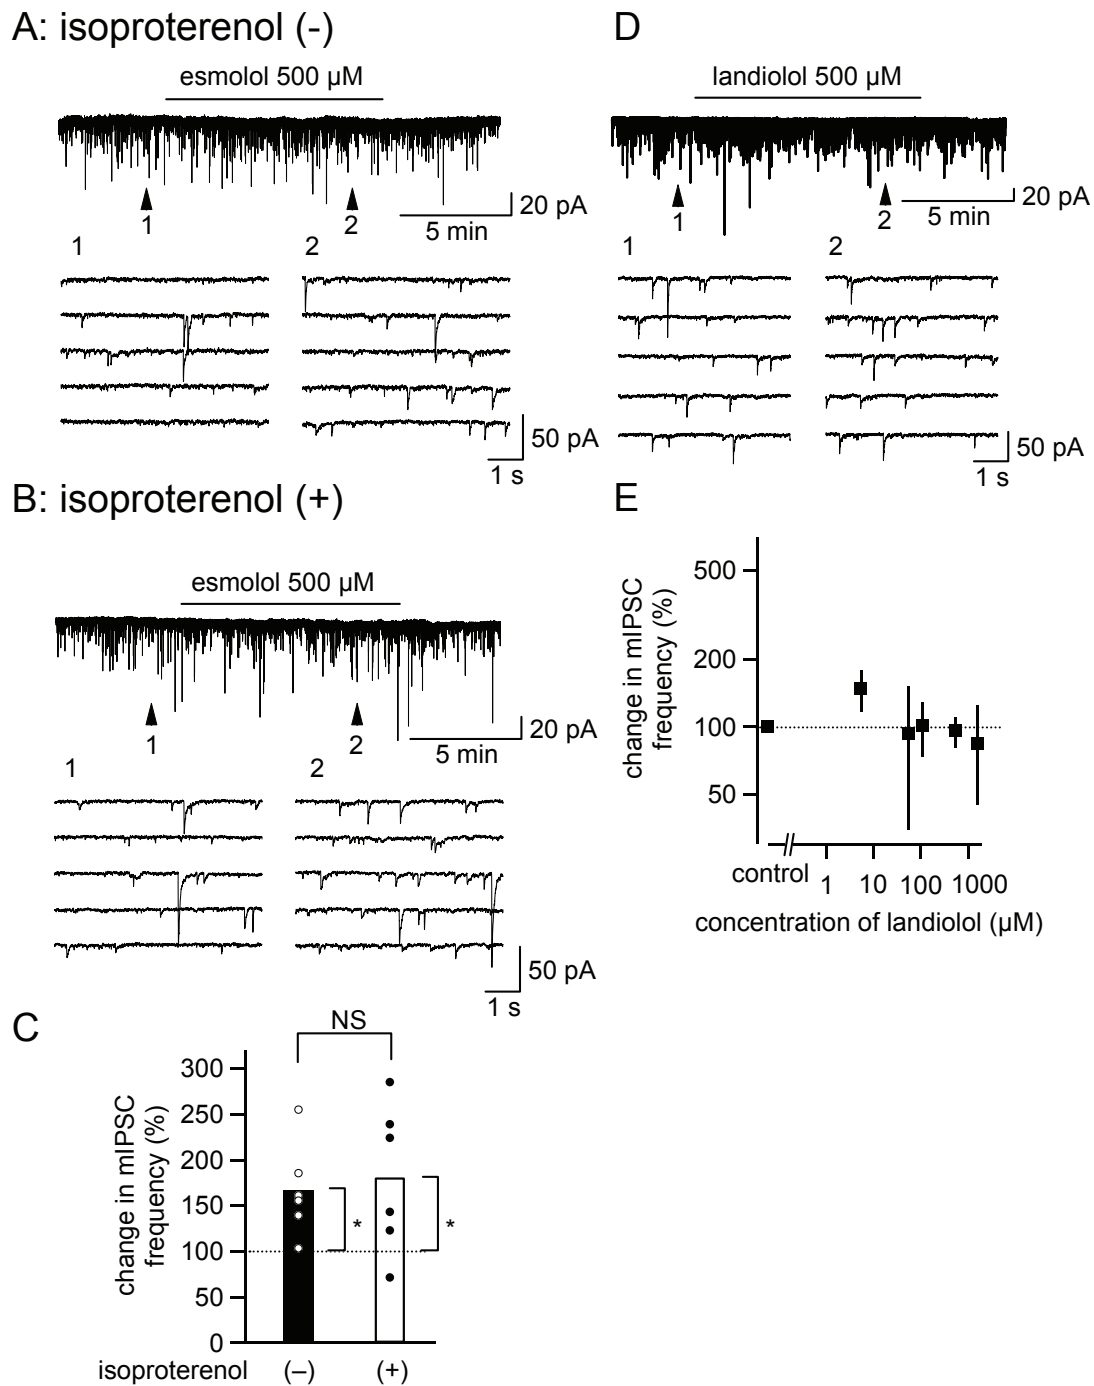 A: isoproterenol (-)
esmolol 500 µM
1
2
20 pA
5 min
1
2
50 pA
1 s
B: isoproterenol (+)
esmolol 500 µM
1
2
20 pA
5 min
1
2
50 pA
1 s
C
NS
change in mIPSC
frequency (%)
300
250
200
150
100
50
0
*
*
isoproterenol (–) (+)
D
landiolol 500 µM
1
2
20 pA
5 min
1
2
50 pA
1 s
E
change in mIPSC
frequency (%)
500
200
100
50
control 1 10 100 1000
concentration of landiolol (µM)